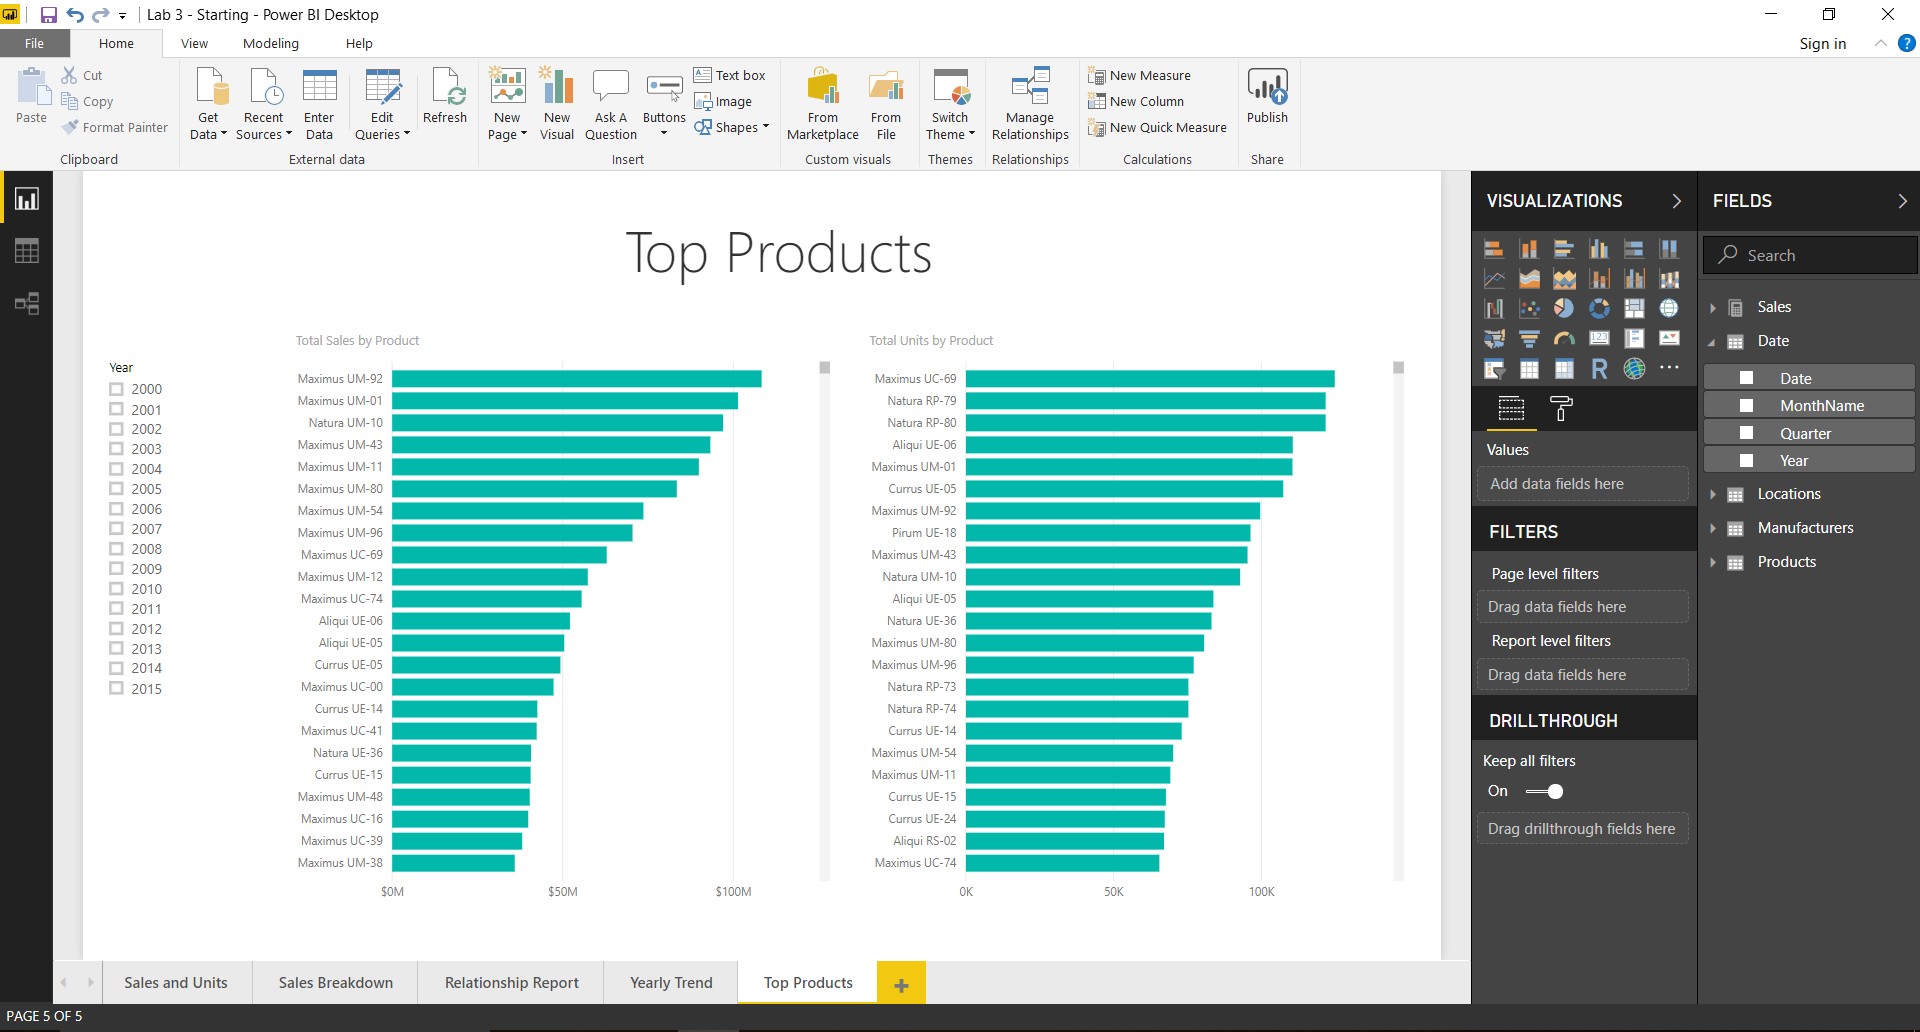 Lab 3 - Starting - Power BI Desktop
File
Home
View
Modeling
Help
Sign in
?
Paste
Cut
Copy
Format Painter
Clipboard
Get Data
Recent Sources
Enter Data
Edit Queries
Refresh
External data
New Page
New Visual
Ask A Question
Buttons
Text box
Image
Shapes
Insert
From Marketplace
From File
Custom visuals
Switch Theme
Themes
Manage Relationships
Relationships
New Measure
New Column
New Quick Measure
Calculations
Publish
Share
Top Products
Year
2000
2001
2002
2003
2004
2005
2006
2007
2008
2009
2010
2011
2012
2013
2014
2015
Total Sales by Product
Maximus UM-92
Maximus UM-01
Natura UM-10
Maximus UM-43
Maximus UM-11
Maximus UM-80
Maximus UM-54
Maximus UM-96
Maximus UC-69
Maximus UM-12
Maximus UC-74
Aliqui UE-06
Aliqui UE-05
Currus UE-05
Maximus UC-00
Currus UE-14
Maximus UC-41
Natura UE-36
Currus UE-15
Maximus UM-48
Maximus UC-16
Maximus UC-39
Maximus UM-38
$0M $50M $100M
Total Units by Product
Maximus UC-69
Natura RP-79
Natura RP-80
Aliqui UE-06
Maximus UM-01
Currus UE-05
Maximus UM-92
Pirum UE-18
Maximus UM-43
Natura UM-10
Aliqui UE-05
Natura UE-36
Maximus UM-80
Maximus UM-96
Natura RP-73
Natura RP-74
Currus UE-14
Maximus UM-54
Maximus UM-11
Currus UE-15
Currus UE-24
Aliqui RS-02
Maximus UC-74
0K 50K 100K
VISUALIZATIONS
123
R
Values
Add data fields here
FILTERS
Page level filters
Drag data fields here
Report level filters
Drag data fields here
DRILLTHROUGH
Keep all filters
On
Drag drillthrough fields here
FIELDS
Search
Sales
Date
Date
MonthName
Quarter
Year
Locations
Manufacturers
Products
Sales and Units
Sales Breakdown
Relationship Report
Yearly Trend
Top Products
PAGE 5 OF 5